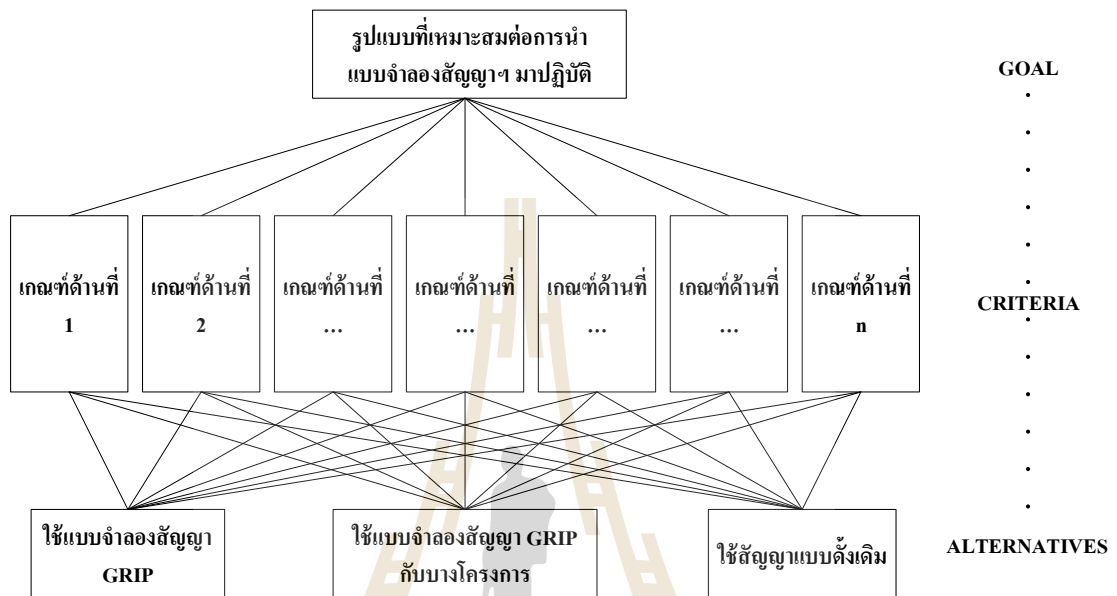 รูปแบบที่เหมาะสมต่อการนำ
แบบจำลองสัญญาฯ มาปฏิบัติ
GOAL
เกณฑ์ด้านที่
1
เกณฑ์ด้านที่
2
เกณฑ์ด้านที่
...
เกณฑ์ด้านที่
...
เกณฑ์ด้านที่
...
เกณฑ์ด้านที่
...
เกณฑ์ด้านที่
n
CRITERIA
ใช้แบบจำลองสัญญา
GRIP
ใช้แบบจำลองสัญญา GRIP
กับบางโครงการ
ใช้สัญญาแบบดั้งเดิม
ALTERNATIVES